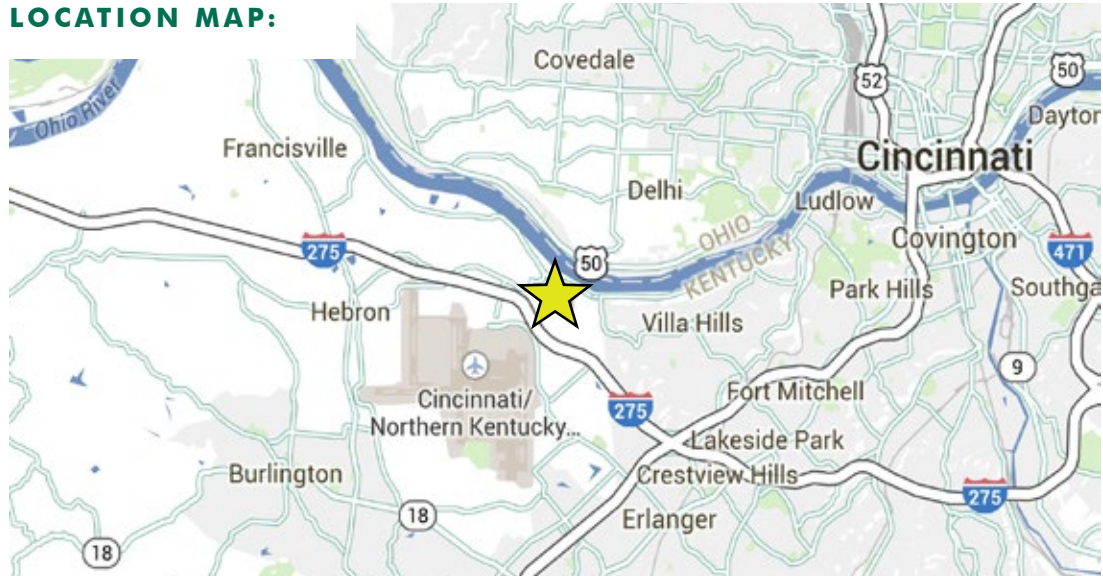 LOCATION MAP:
Covedale
52
50
Ohio River
Dayton
Francisville
Cincinnati
Delhi
Ludlow
OHIO
KENTUCKY
275
50
Covington
471
Hebron
Park Hills
Southga
Villa Hills
9
Cincinnati/
Northern Kentucky...
275
Fort Mitchell
Lakeside Park
Burlington
Crestview Hills
275
18
Erlanger
18